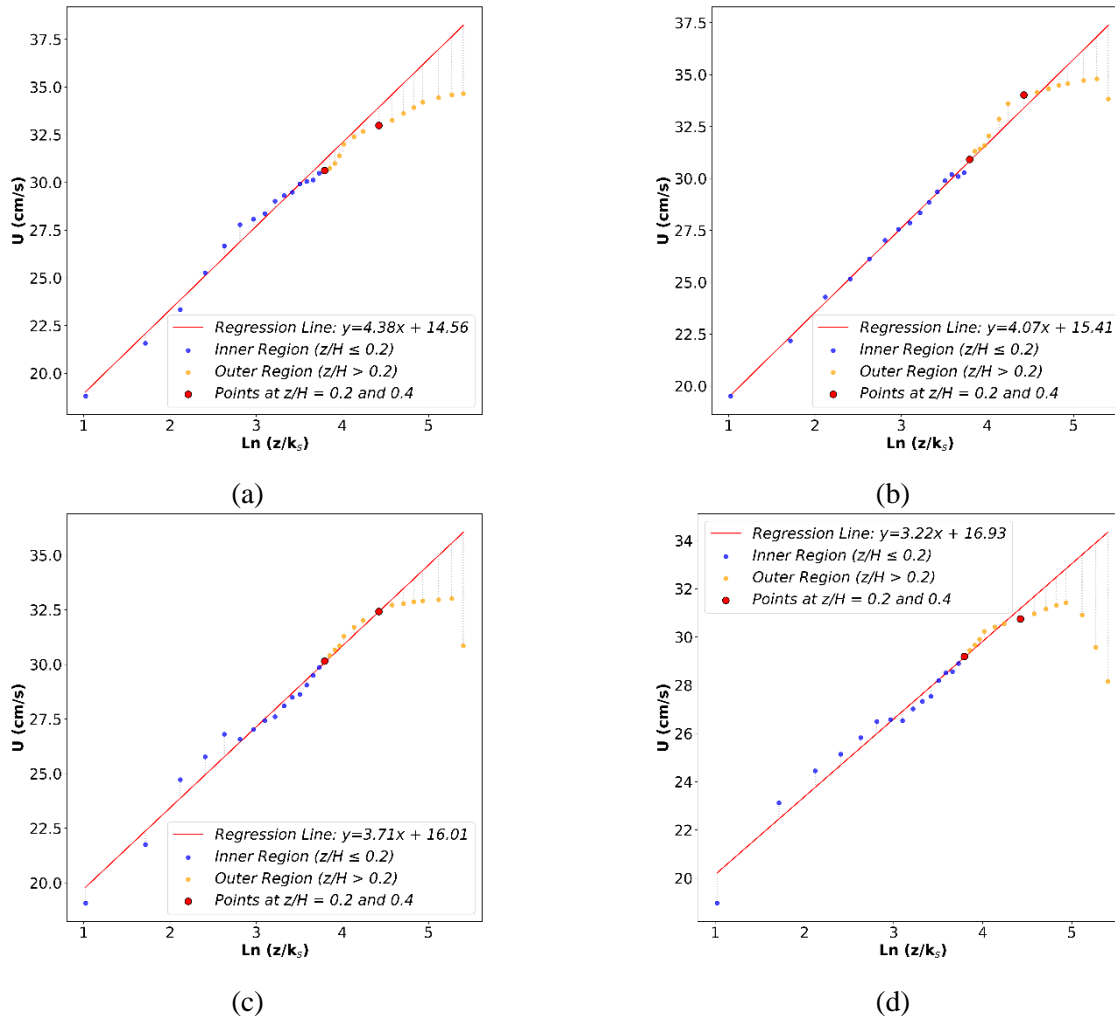 37.5
35.0
32.5
30.0
27.5
25.0
22.5
20.0
U (cm/s)
Regression Line: y=4.38x + 14.56
Inner Region (z/H ≤ 0.2)
Outer Region (z/H > 0.2)
Points at z/H = 0.2 and 0.4
1 2 3 4 5
Ln (z/kₛ)
(a)
37.5
35.0
32.5
30.0
27.5
25.0
22.5
20.0
U (cm/s)
Regression Line: y=4.07x + 15.41
Inner Region (z/H ≤ 0.2)
Outer Region (z/H > 0.2)
Points at z/H = 0.2 and 0.4
1 2 3 4 5
Ln (z/kₛ)
(b)
35.0
32.5
30.0
27.5
25.0
22.5
20.0
U (cm/s)
Regression Line: y=3.71x + 16.01
Inner Region (z/H ≤ 0.2)
Outer Region (z/H > 0.2)
Points at z/H = 0.2 and 0.4
1 2 3 4 5
Ln (z/kₛ)
(c)
Regression Line: y=3.22x + 16.93
Inner Region (z/H ≤ 0.2)
Outer Region (z/H > 0.2)
Points at z/H = 0.2 and 0.4
34
32
30
28
26
24
22
20
U (cm/s)
1 2 3 4 5
Ln (z/kₛ)
(d)